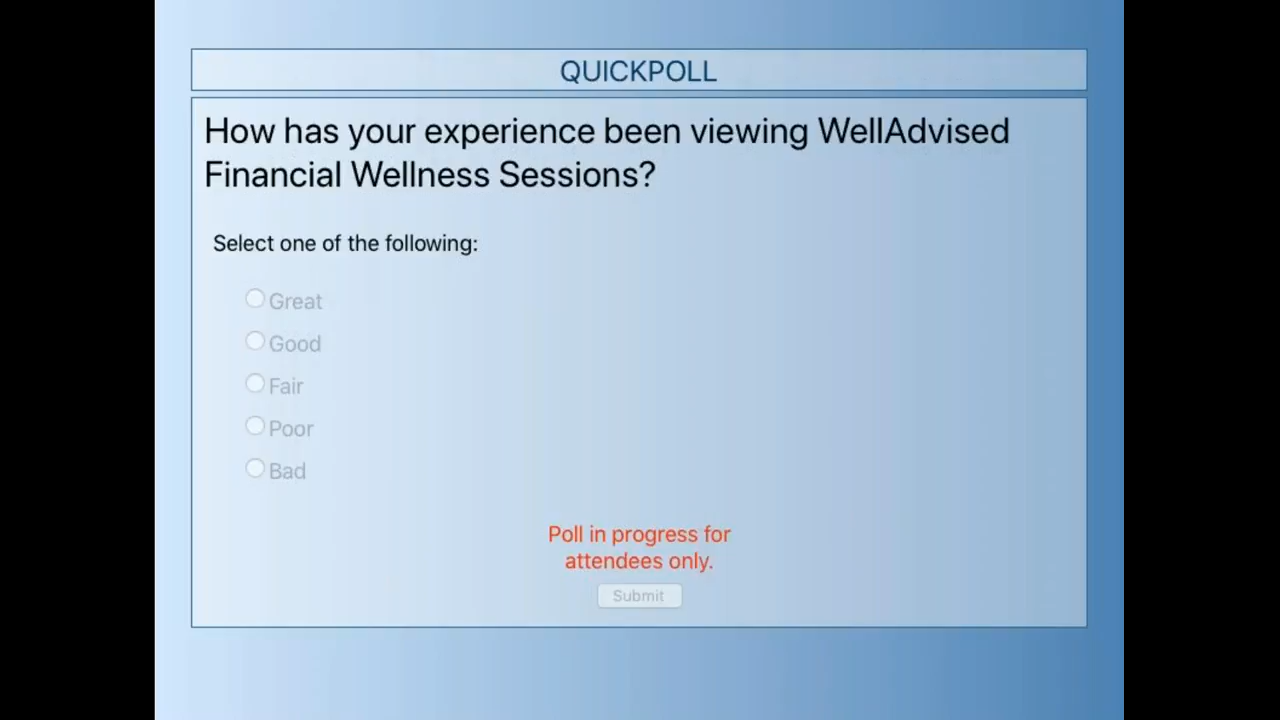 QUICKPOLL
How has your experience been viewing WellAdvised
Financial Wellness Sessions?
Select one of the following:
Great
Good
Fair
Poor
Bad
Poll in progress for
attendees only.
Submit